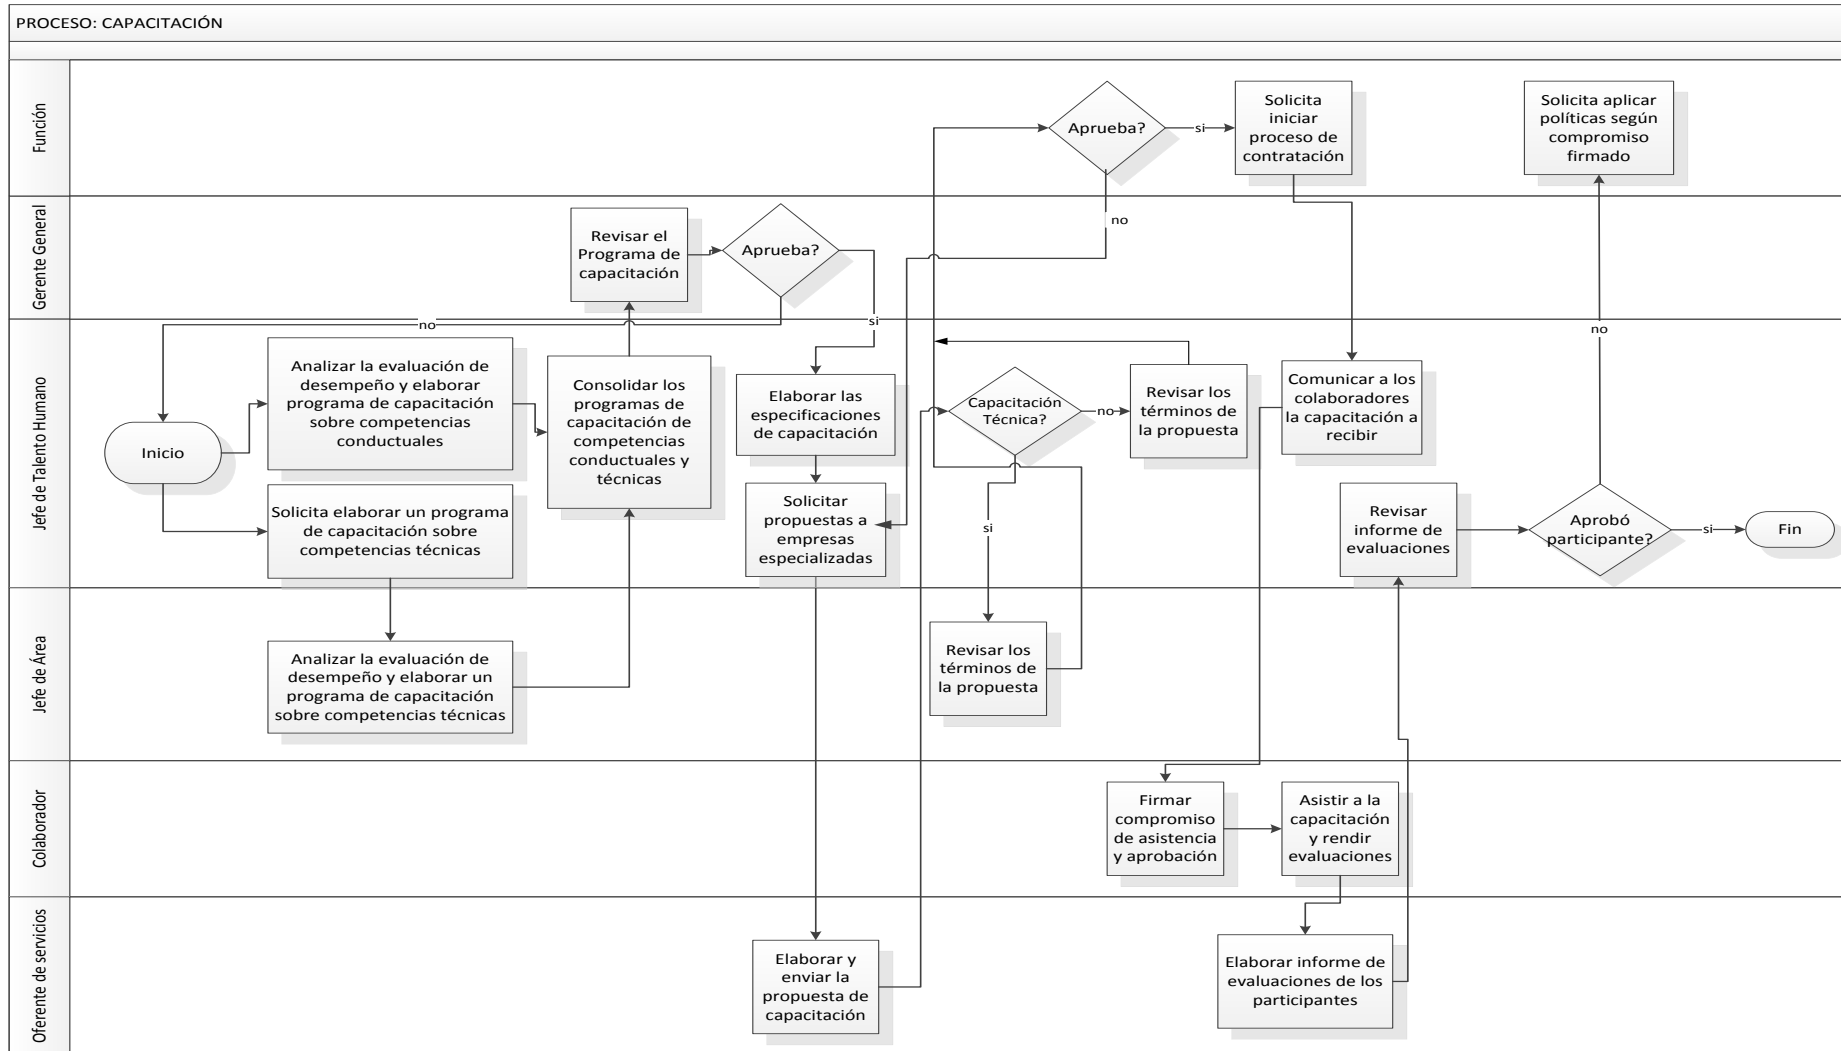 PROCESO: CAPACITACIÓN
Función
Aprueba?
si
no
Solicita
iniciar
proceso de
contratación
Solicita aplicar
políticas según
compromiso
firmado
Gerente General
Revisar el
Programa de
capacitación
Aprueba?
si
no
Jefe de Talento Humano
Inicio
Analizar la evaluación de
desempeño y elaborar
programa de capacitación
sobre competencias
conductuales
Solicita elaborar un programa
de capacitación sobre
competencias técnicas
Consolidar los
programas de
capacitación de
competencias
conductuales y
técnicas
Elaborar las
especificaciones
de capacitación
Solicitar
propuestas a
empresas
especializadas
Capacitación
Técnica?
no
si
Revisar los
términos de
la propuesta
Comunicar a los
colaboradores
la capacitación a
recibir
Revisar
informe de
evaluaciones
Aprobó
participante?
no
si
Fin
Jefe de Área
Analizar la evaluación de
desempeño y elaborar un
programa de capacitación
sobre competencias técnicas
Revisar los
términos de
la propuesta
Colaborador
Firmar
compromiso
de asistencia
y aprobación
Asistir a la
capacitación
y rendir
evaluaciones
Oferente de servicios
Elaborar y
enviar la
propuesta de
capacitación
Elaborar informe de
evaluaciones de los
participantes